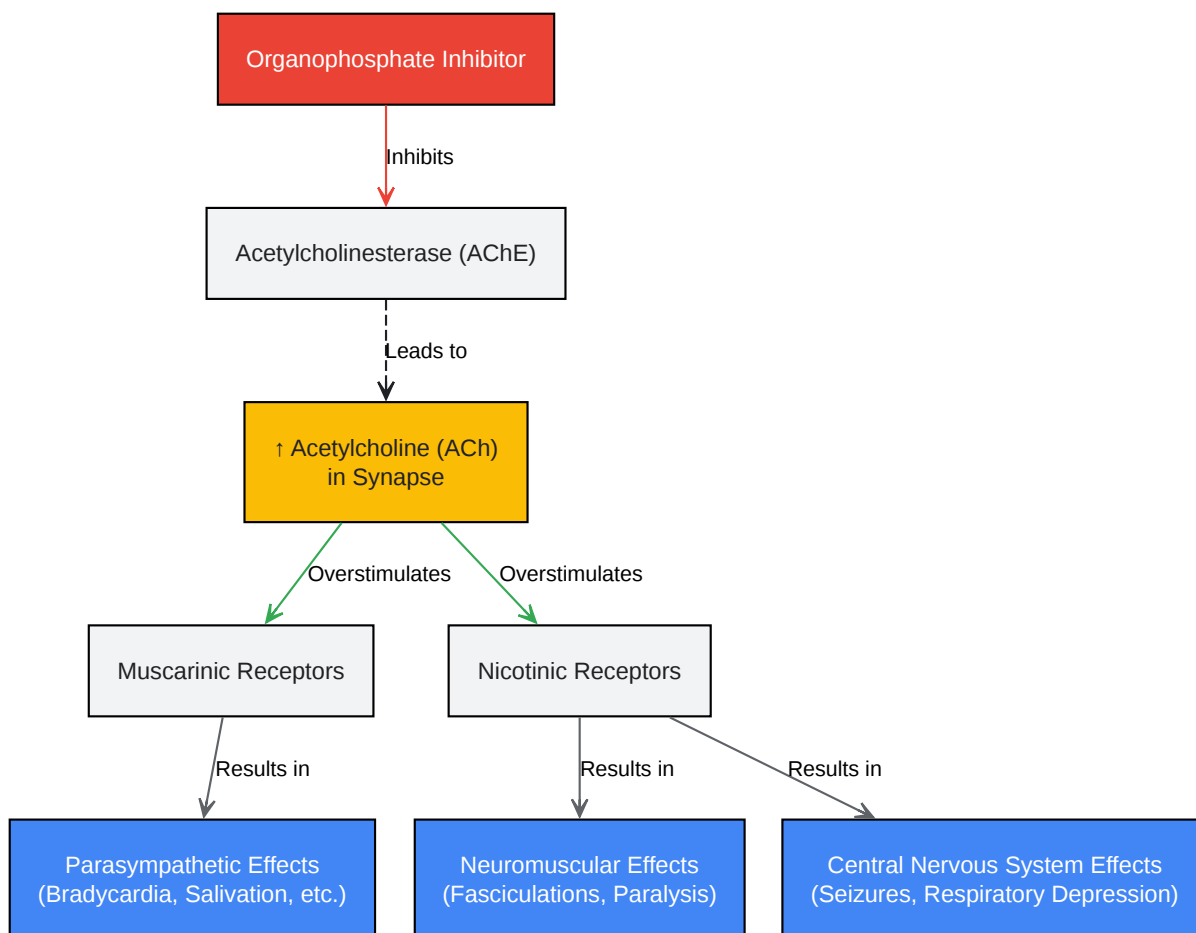 Organophosphate Inhibitor
Inhibits
Acetylcholinesterase (AChE)
Leads to
↑ Acetylcholine (ACh)
in Synapse
Overstimulates
Overstimulates
Muscarinic Receptors
Nicotinic Receptors
Results in
Results in
Results in
Parasympathetic Effects
(Bradycardia, Salivation, etc.)
Neuromuscular Effects
(Fasciculations, Paralysis)
Central Nervous System Effects
(Seizures, Respiratory Depression)